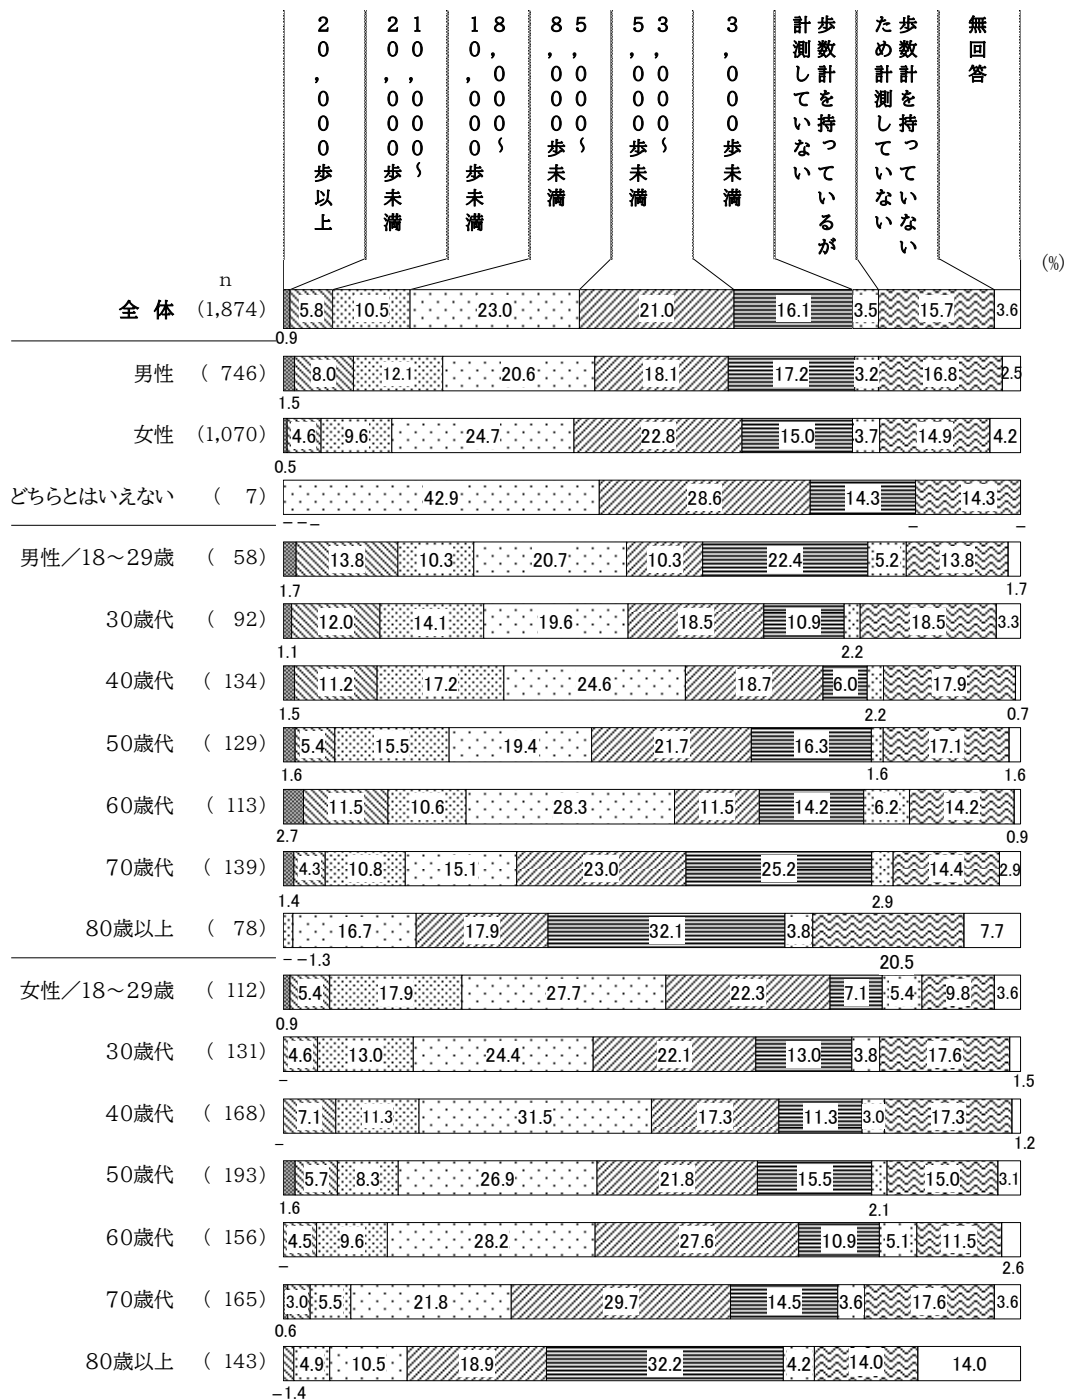 20,000歩以上
10,000～
20,000歩未満
8,000～
10,000歩未満
5,000～
8,000歩未満
3,000～
5,000歩未満
3,000歩未満
歩数計を持っているが
計測していない
歩数計を持っていない
ため計測していない
無回答
(%)
n
全 体 (1,874) 5.8 10.5 23.0 21.0 16.1 3.5 15.7 3.6
0.9
男性 ( 746) 8.0 12.1 20.6 18.1 17.2 3.2 16.8 2.5
1.5
女性 (1,070) 4.6 9.6 24.7 22.8 15.0 3.7 14.9 4.2
0.5
どちらとはいえない ( 7) 42.9 28.6 14.3 14.3
– – – – –
男性／18～29歳 ( 58) 13.8 10.3 20.7 10.3 22.4 5.2 13.8
1.7 1.7
30歳代 ( 92) 12.0 14.1 19.6 18.5 10.9 18.5 3.3
1.1 2.2
40歳代 ( 134) 11.2 17.2 24.6 18.7 6.0 17.9
1.5 2.2 0.7
50歳代 ( 129) 5.4 15.5 19.4 21.7 16.3 17.1
1.6 1.6 1.6
60歳代 ( 113) 11.5 10.6 28.3 11.5 14.2 6.2 14.2
2.7 0.9
70歳代 ( 139) 4.3 10.8 15.1 23.0 25.2 14.4 2.9
1.4 2.9
80歳以上 ( 78) 16.7 17.9 32.1 3.8 7.7
– – 1.3 20.5
女性／18～29歳 ( 112) 5.4 17.9 27.7 22.3 7.1 5.4 9.8 3.6
0.9
30歳代 ( 131) 4.6 13.0 24.4 22.1 13.0 3.8 17.6
– 1.5
40歳代 ( 168) 7.1 11.3 31.5 17.3 11.3 3.0 17.3
– 1.2
50歳代 ( 193) 5.7 8.3 26.9 21.8 15.5 15.0 3.1
1.6 2.1
60歳代 ( 156) 4.5 9.6 28.2 27.6 10.9 5.1 11.5
– 2.6
70歳代 ( 165) 3.0 5.5 21.8 29.7 14.5 3.6 17.6 3.6
0.6
80歳以上 ( 143) 4.9 10.5 18.9 32.2 4.2 14.0 14.0
– 1.4